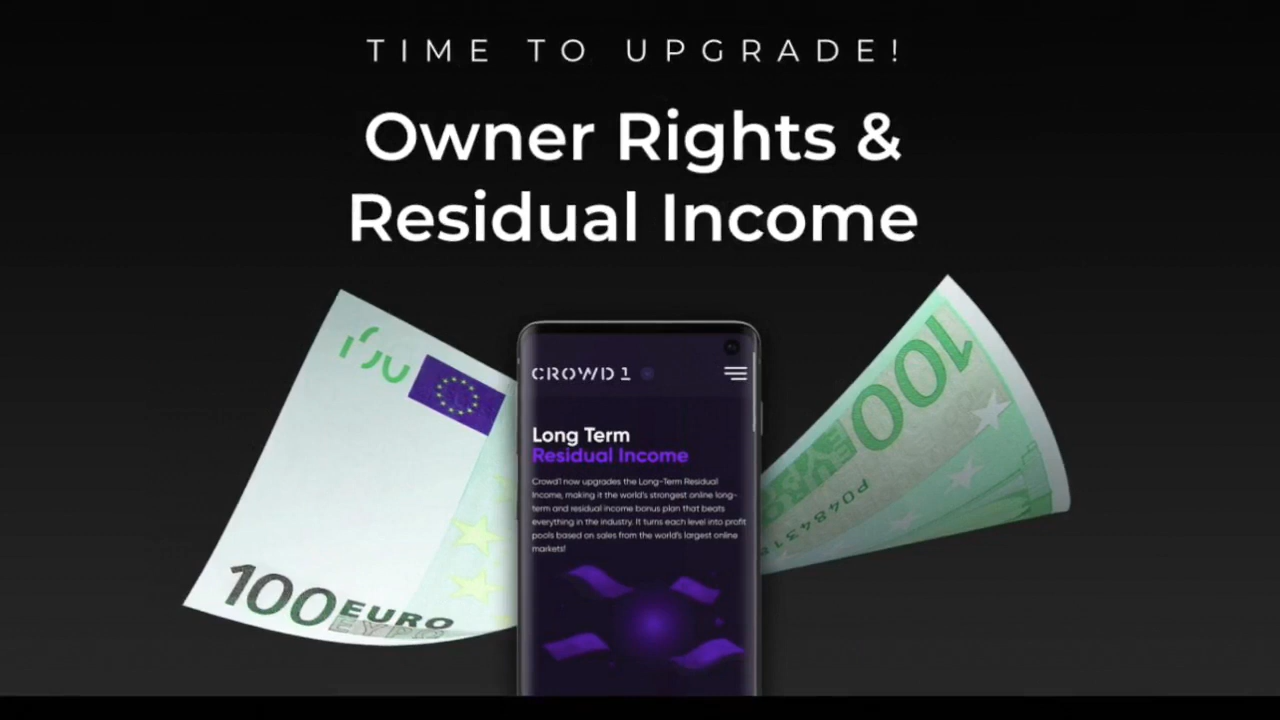 TIME TO UPGRADE!
Owner Rights &
Residual Income
CROWD1
Long Term
Residual Income
Crowd1 now upgrades the Long-Term Residual
Income, making it the world's strongest online long-
term and residual income bonus plan that beats
everything in the industry. It turns each level into profit
pools based on sales from the world's largest online
markets!
100 EURO
ΕΥΡΩ
100
EURO